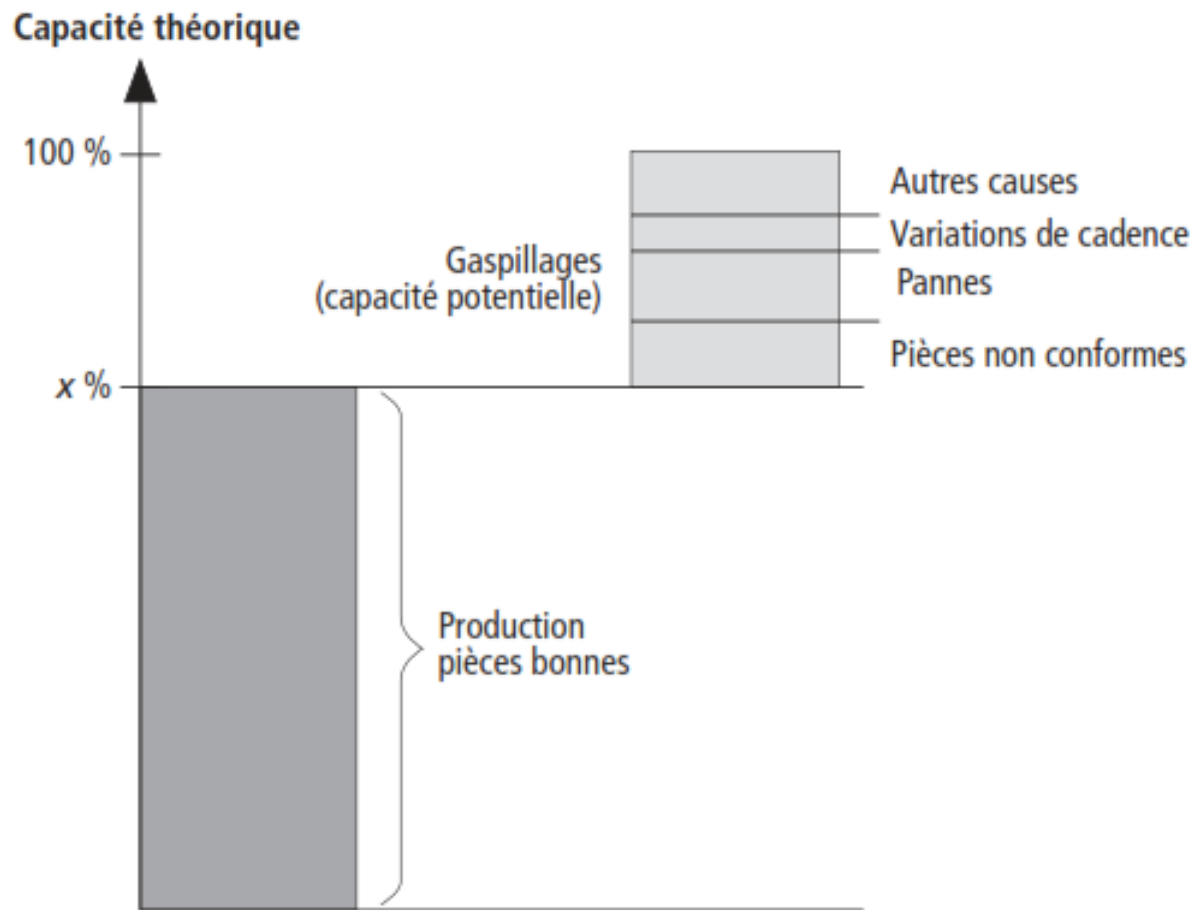 Capacité théorique
100 %
Autres causes
Variations de cadence
Gaspillages
(capacité potentielle)
Pannes
Pièces non conformes
x %
Production
pièces bonnes